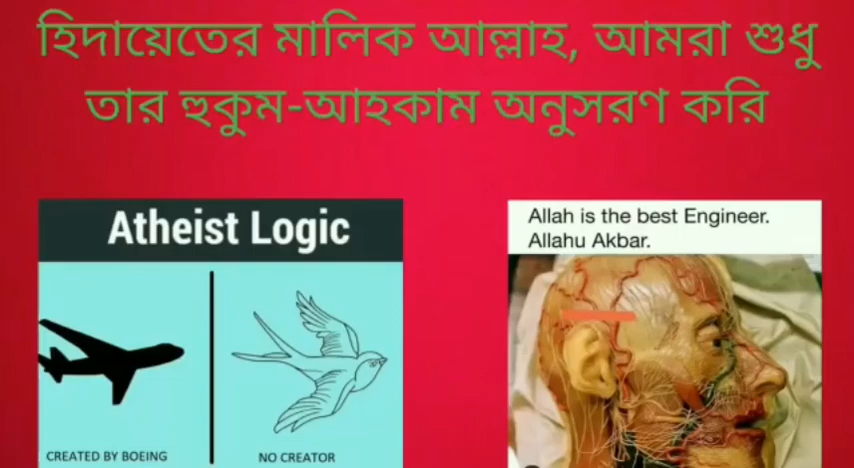 হিদায়েতের মালিক আল্লাহ, আমরা শুধু
তার হুকুম-আহকাম অনুসরণ করি
Atheist Logic
CREATED BY BOEING
NO CREATOR
Allah is the best Engineer.
Allahu Akbar.